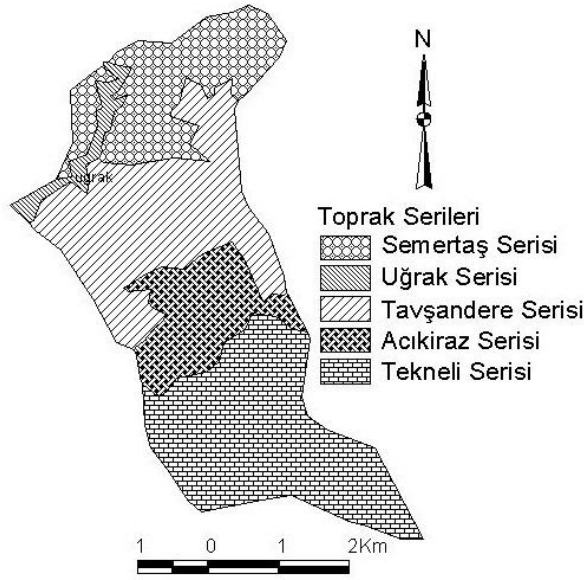 N
uğrak
Toprak Serileri
Semertaş Serisi
Uğrak Serisi
Tavşandere Serisi
Acıkiraz Serisi
Tekneli Serisi
1 0 1 2Km